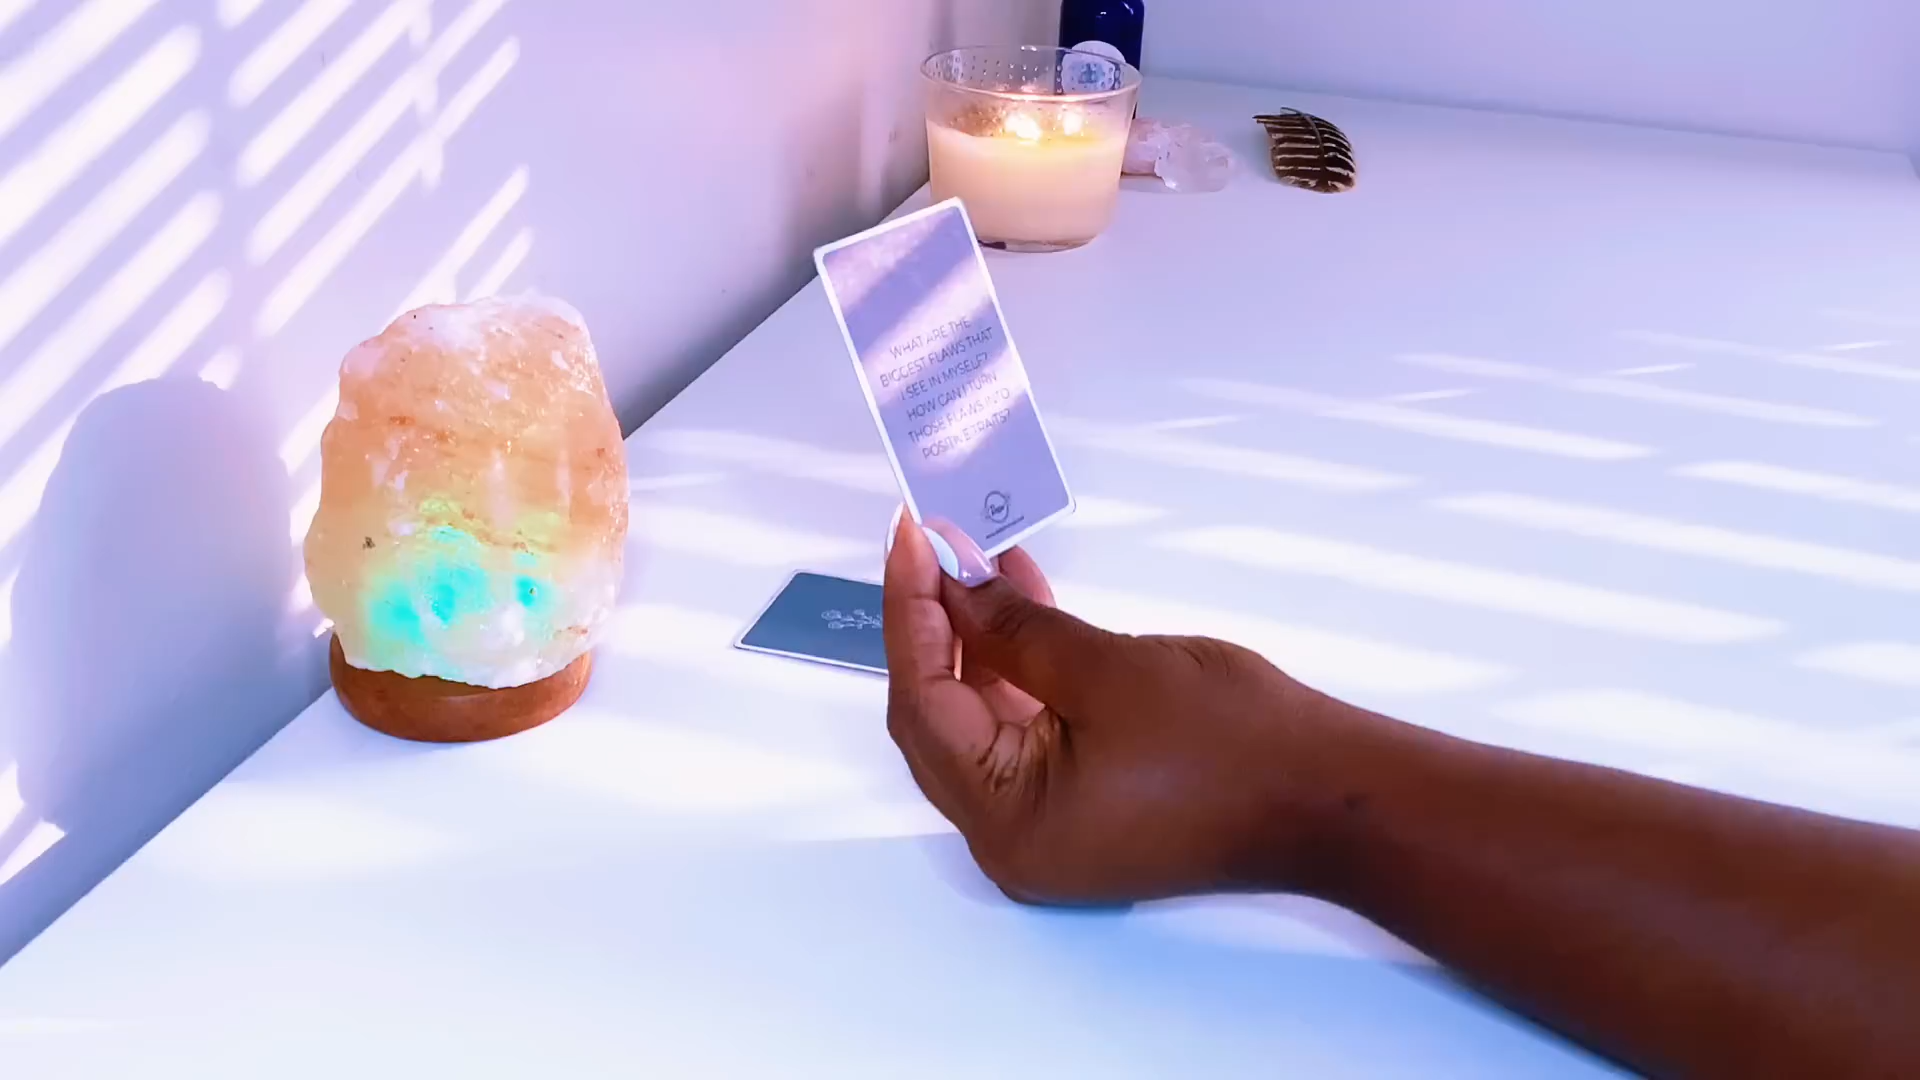 WHAT ARE THE
BIGGEST FLAWS THAT
I SEE IN MYSELF?
HOW CAN I TURN
THOSE FLAWS INTO
POSITIVE TRAITS?